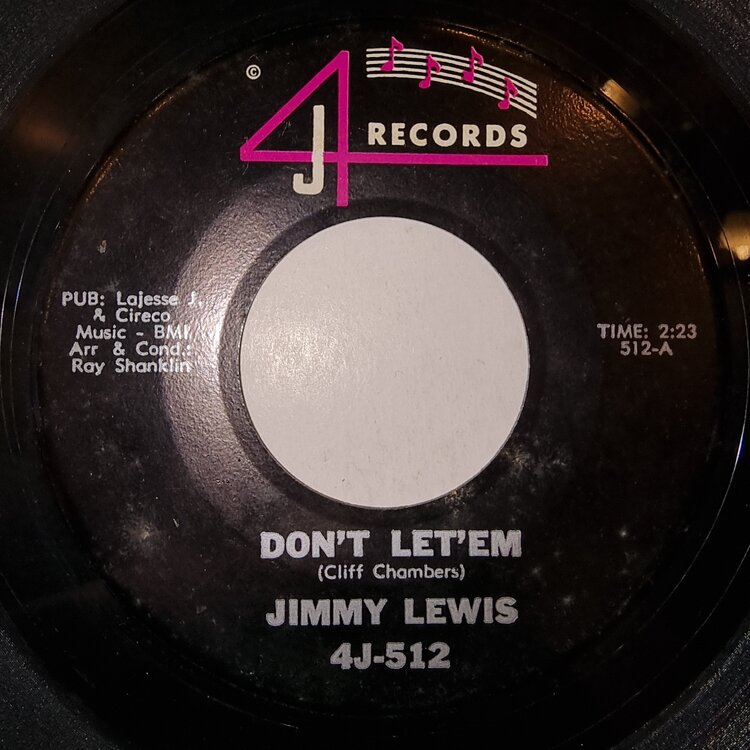 ©
4J RECORDS
PUB: Lajesse J.
& Cireco
Music - BMI
Arr & Cond.:
Ray Shanklin
TIME: 2:23
512-A
DON'T LET'EM
(Cliff Chambers)
JIMMY LEWIS
4J-512